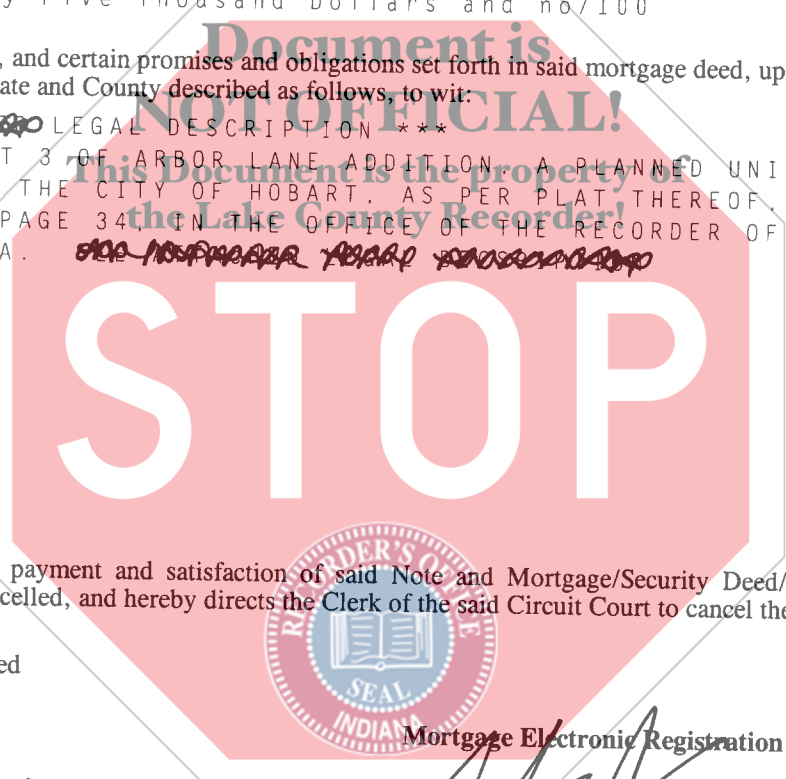 y Five Thousand Dollars and no/100
Document is
, and certain promises and obligations set forth in said mortgage deed, up
ate and County described as follows, to wit:
NOT OFFICIAL!
LEGAL DESCRIPTION ***
T 3 OF ARBOR LANE ADDITION, A PLANNED UNI
This Document is the property of
THE CITY OF HOBART, AS PER PLAT THEREOF,
PAGE 34, IN THE OFFICE OF THE RECORDER OF
the Lake County Recorder!
A.
STOP
RECORDER'S OFFICE
payment and satisfaction of said Note and Mortgage/Security Deed/
celled, and hereby directs the Clerk of the said Circuit Court to cancel the
ed
SEAL
INDIANA
Mortgage Electronic Registration